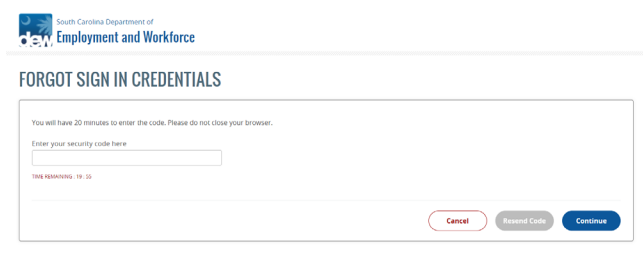 South Carolina Department of
dew Employment and Workforce
FORGOT SIGN IN CREDENTIALS
You will have 20 minutes to enter the code. Please do not close your browser.
Enter your security code here
TIME REMAINING : 19 : 55
Cancel Resend Code Continue